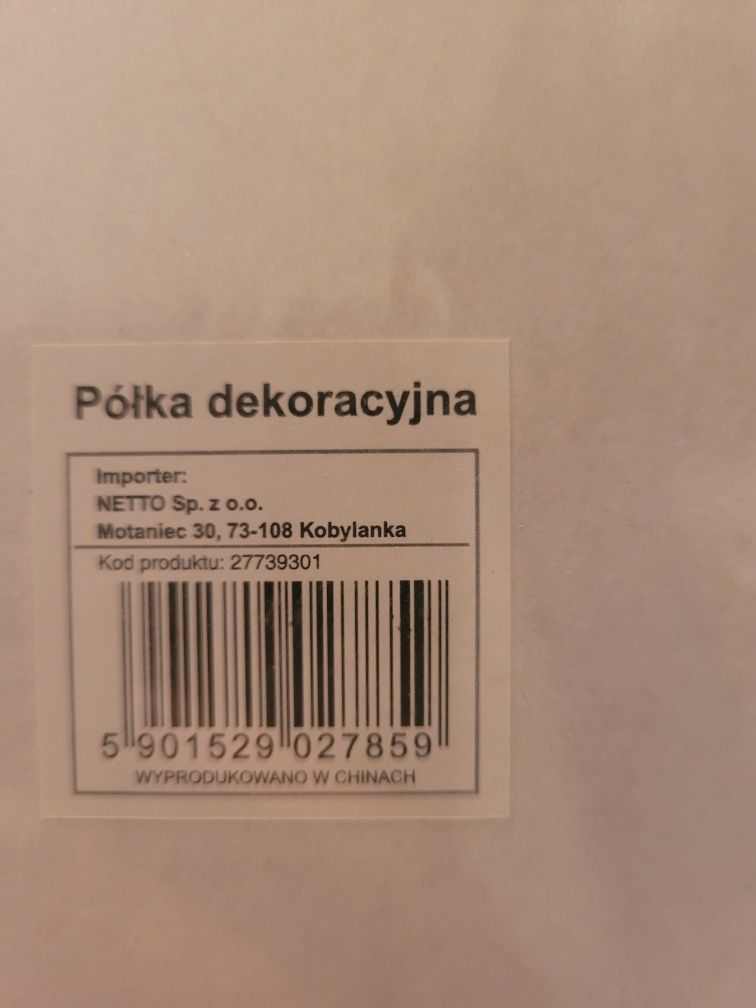 Półka dekoracyjna
Importer:
NETTO Sp. z o.o.
Motaniec 30, 73-108 Kobylanka
Kod produktu: 27739301
5 901529 027859
WYPRODUKOWANO W CHINACH